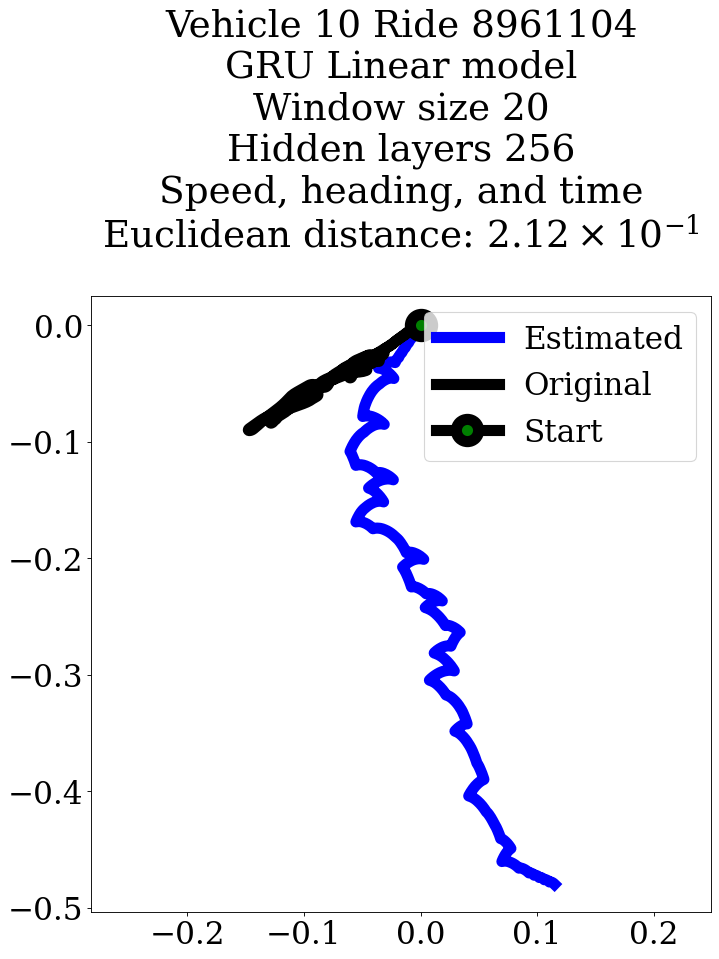 Vehicle 10 Ride 8961104
GRU Linear model
Window size 20
Hidden layers 256
Speed, heading, and time
Euclidean distance: 2.12 × 10⁻¹
Estimated
Original
Start
0.0
−0.1
−0.2
−0.3
−0.4
−0.5
−0.2 −0.1 0.0 0.1 0.2